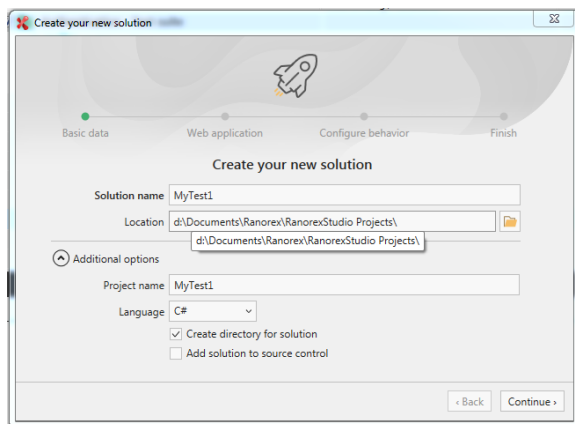 Create your new solution
Basic data
Web application
Configure behavior
Finish
Create your new solution
Solution name MyTest1
Location d:\Documents\Ranorex\RanorexStudio Projects\
d:\Documents\Ranorex\RanorexStudio Projects\
Additional options
Project name MyTest1
Language C#
Create directory for solution
Add solution to source control
‹ Back
Continue ›